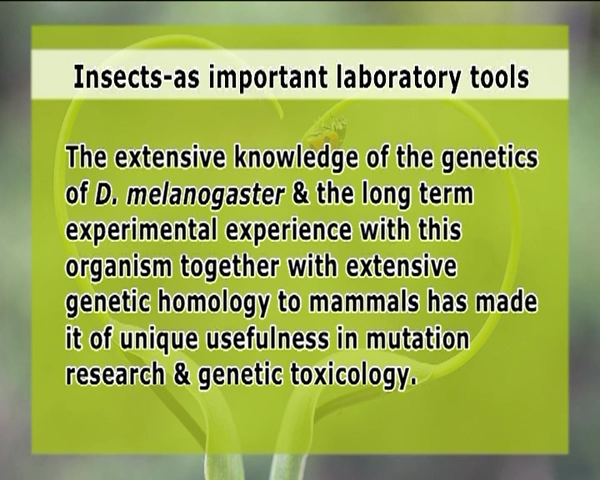 Insects-as important laboratory tools
The extensive knowledge of the genetics
of D. melanogaster & the long term
experimental experience with this
organism together with extensive
genetic homology to mammals has made
it of unique usefulness in mutation
research & genetic toxicology.